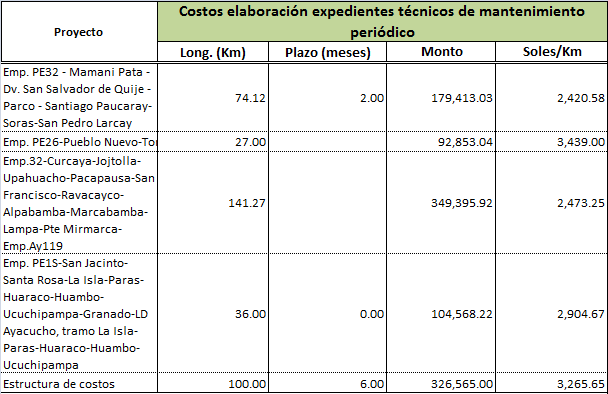 Proyecto
Costos elaboración expedientes técnicos de mantenimiento
periódico
Long. (Km) Plazo (meses) Monto Soles/Km
Emp. PE32 - Mamani Pata -
Dv. San Salvador de Quije -
Parco - Santiago Paucaray-
Soras-San Pedro Larcay
74.12 2.00 179,413.03 2,420.58
Emp. PE26-Pueblo Nuevo-Tor 27.00 92,853.04 3,439.00
Emp.32-Curcaya-Jojtolla-
Upahuacho-Pacapausa-San
Francisco-Ravacayco-
Alpabamba-Marcabamba-
Lampa-Pte Mirmarca-
Emp.Ay119
141.27 349,395.92 2,473.25
Emp. PE1S-San Jacinto-
Santa Rosa-La Isla-Paras-
Huaraco-Huambo-
Ucuchipampa-Granado-LD
Ayacucho, tramo La Isla-
Paras-Huaraco-Huambo-
Ucuchipampa
36.00 0.00 104,568.22 2,904.67
Estructura de costos 100.00 6.00 326,565.00 3,265.65